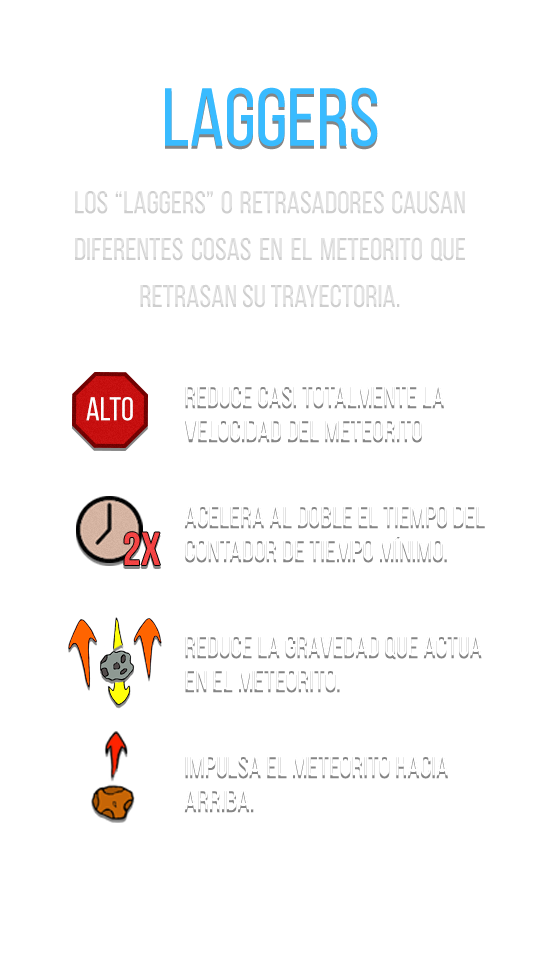 LAGGERS
LOS “LAGGERS” O RETRASADORES CAUSAN
DIFERENTES COSAS EN EL METEORITO QUE
RETRASAN SU TRAYECTORIA.
ALTO
REDUCE CASI TOTALMENTE LA
VELOCIDAD DEL METEORITO
2X
ACELERA AL DOBLE EL TIEMPO DEL
CONTADOR DE TIEMPO MÍNIMO.
REDUCE LA GRAVEDAD QUE ACTUA
EN EL METEORITO.
IMPULSA EL METEORITO HACIA
ARRIBA.